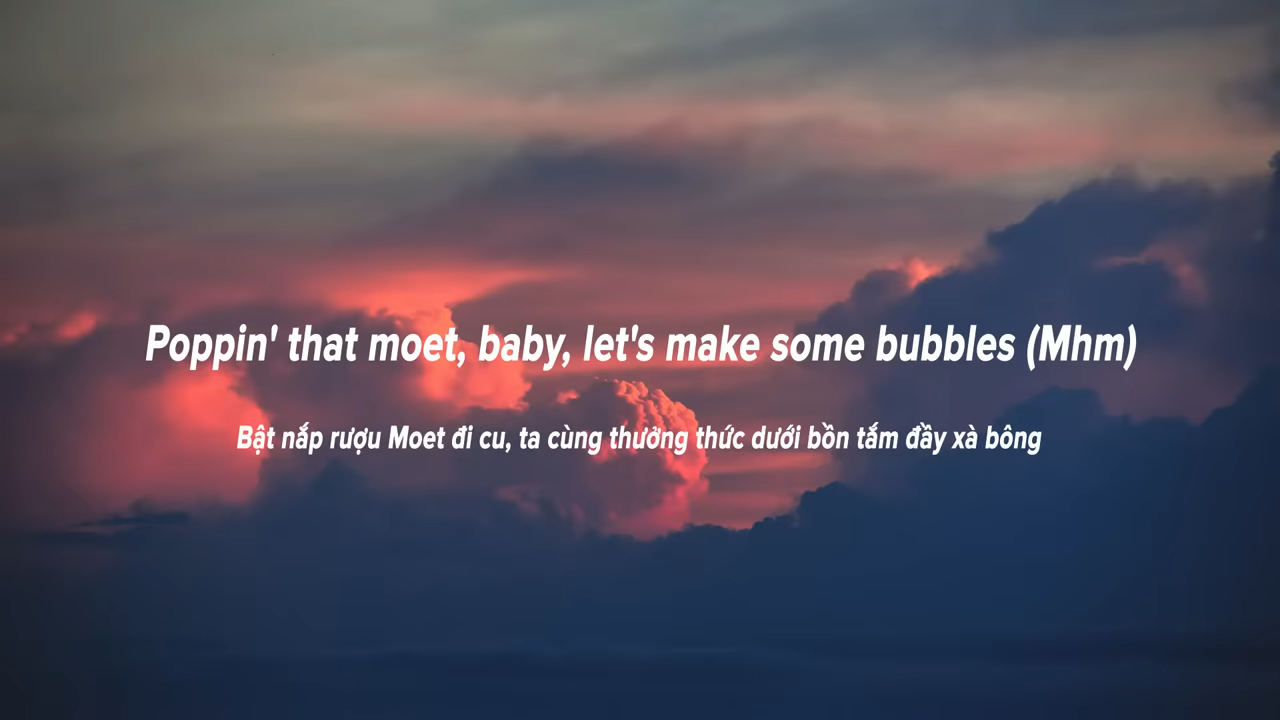 Poppin' that moet, baby, let's make some bubbles (Mhm)
Bật nắp rượu Moet đi cu, ta cùng thưởng thức dưới bồn tắm đầy xà bông